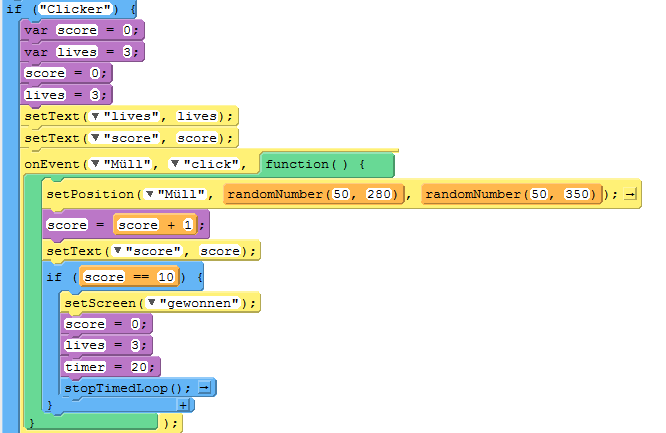 if ("Clicker") {
var score = 0;
var lives = 3;
score = 0;
lives = 3;
setText(▼"lives", lives);
setText(▼"score", score);
onEvent(▼"Müll", ▼"click", function() {
setPosition(▼"Müll", randomNumber(50, 280), randomNumber(50, 350)); →
score = score + 1;
setText(▼"score", score);
if (score == 10) {
setScreen(▼"gewonnen");
score = 0;
lives = 3;
timer = 20;
stopTimedLoop(); →
} +
} );